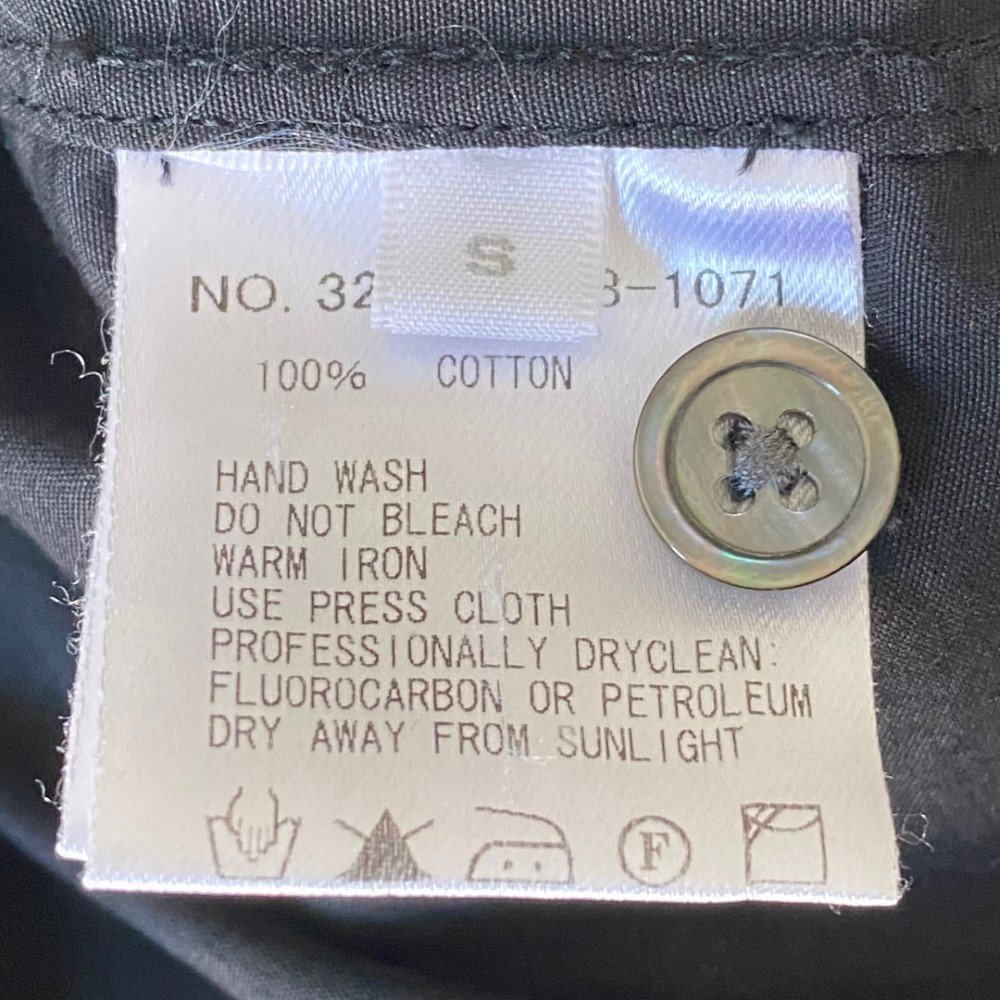 S
NO. 32 3-1071
100% COTTON
HAND WASH
DO NOT BLEACH
WARM IRON
USE PRESS CLOTH
PROFESSIONALLY DRYCLEAN:
FLUOROCARBON OR PETROLEUM
DRY AWAY FROM SUNLIGHT
F